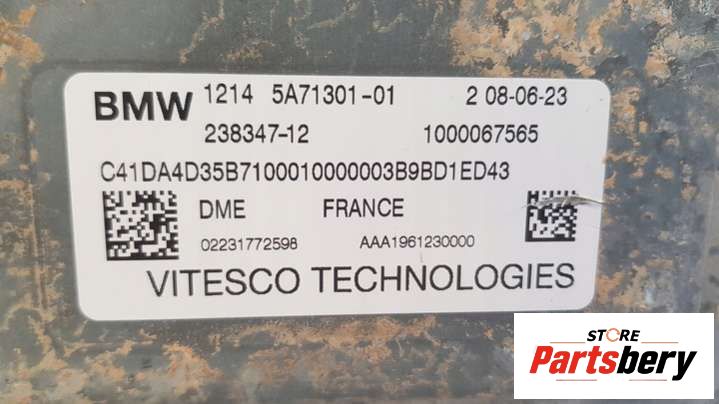 BMW 1214 5A71301-01 2 08-06-23
238347-12 1000067565
C41DA4D35B7100010000003B9BD1ED43
DME FRANCE
02231772598 AAA1961230000
VITESCO TECHNOLOGIES
STORE
Partsbery